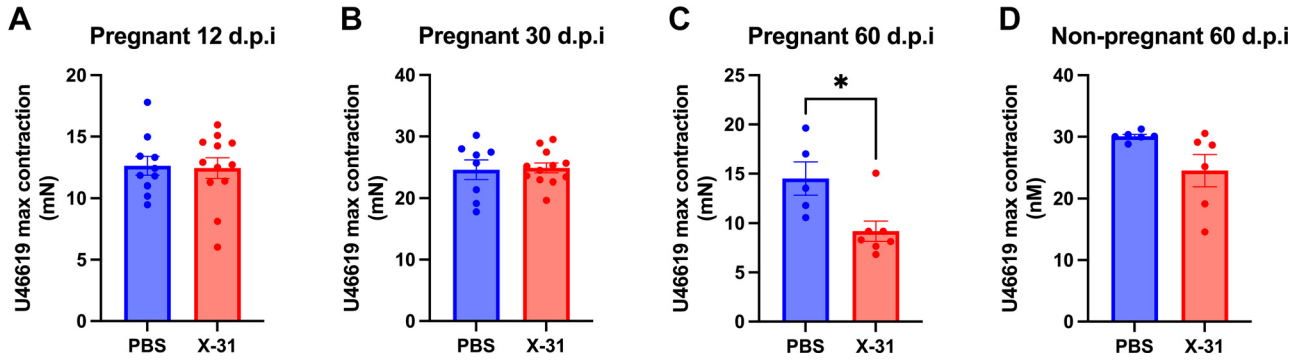 A
Pregnant 12 d.p.i
U46619 max contraction
(mN)
20
15
10
5
0
PBS
X-31
B
Pregnant 30 d.p.i
U46619 max contraction
(mN)
40
30
20
10
0
PBS
X-31
C
Pregnant 60 d.p.i
U46619 max contraction
(mN)
25
20
15
10
5
0
*
PBS
X-31
D
Non-pregnant 60 d.p.i
U46619 max contraction
(nM)
40
30
20
10
0
PBS
X-31